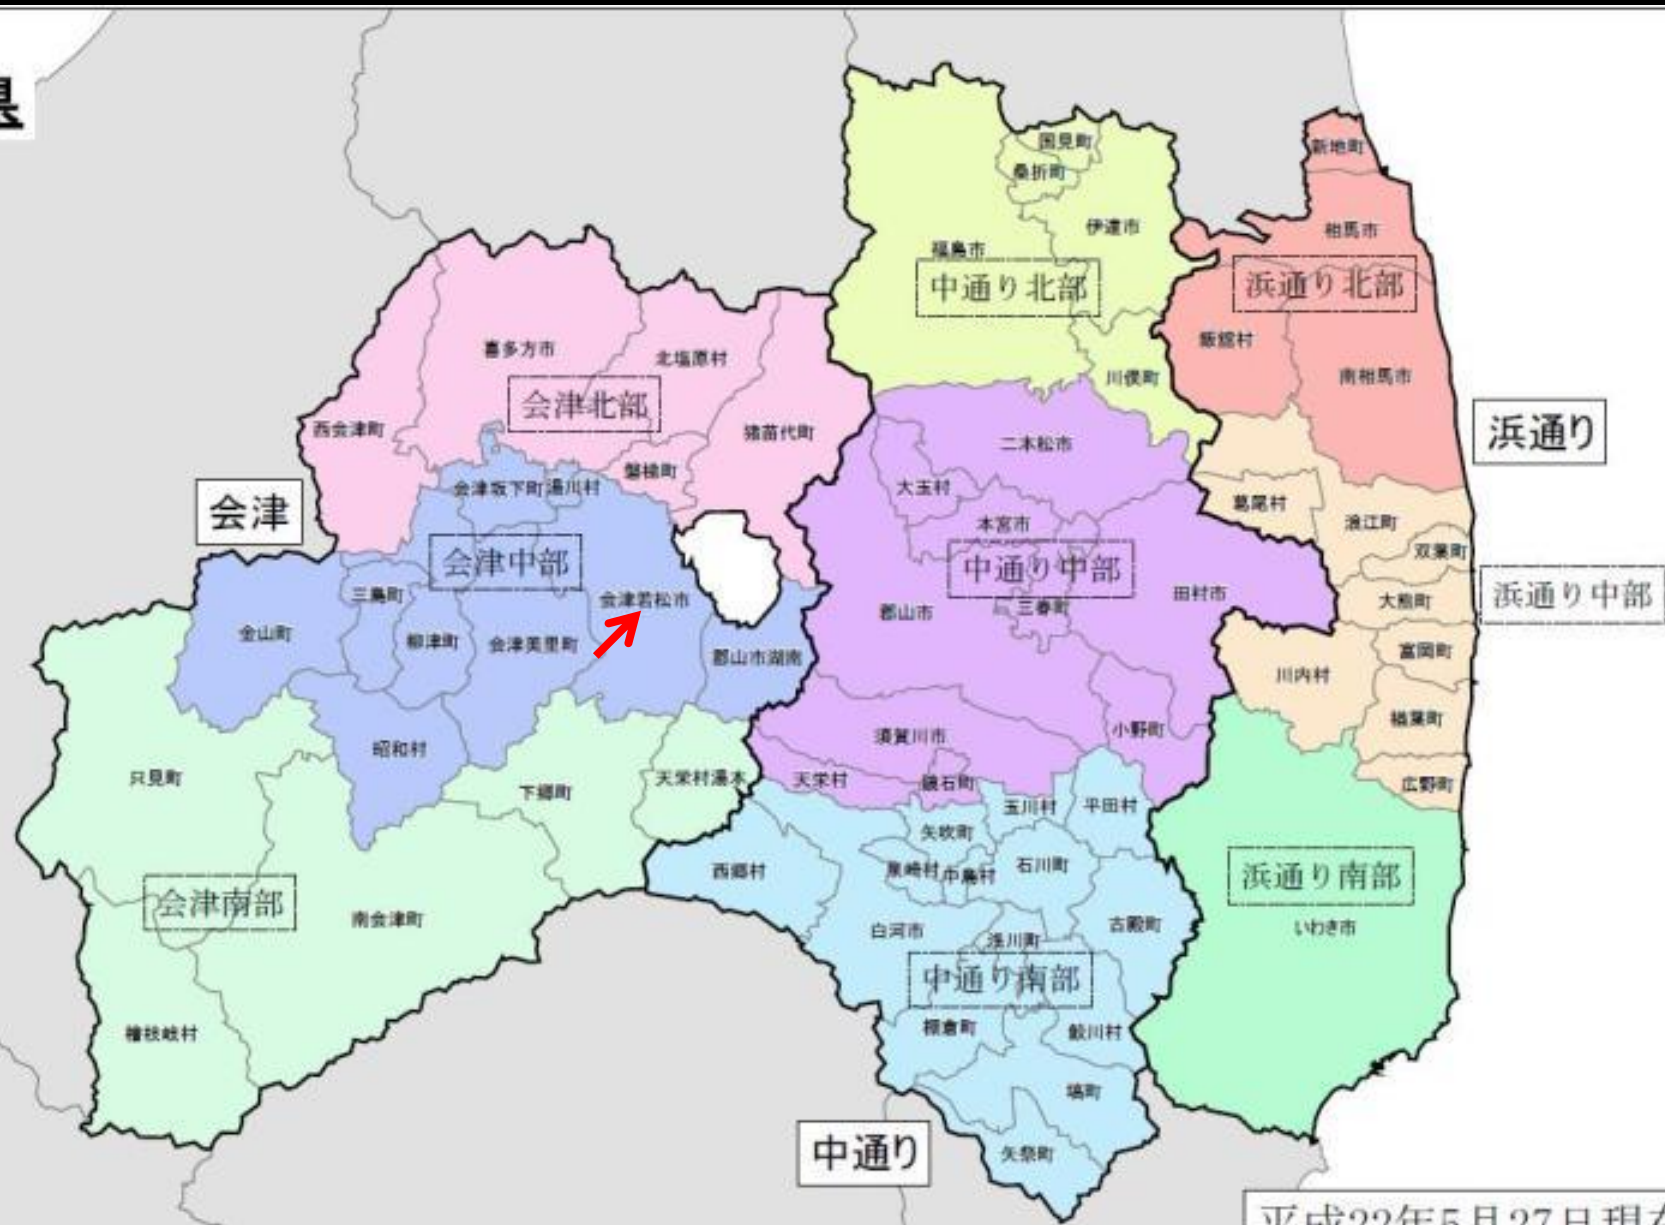 県
国見町
新地町
桑折町
伊達市
相馬市
福島市
中通り北部
浜通り北部
飯舘村
喜多方市
北塩原村
川俣町
南相馬市
会津北部
西会津町
猪苗代町
浜通り
二本松市
磐梯町
会津坂下町
湯川村
大玉村
葛尾村
会津
本宮市
浪江町
双葉町
会津中部
中通り中部
三島町
会津若松市
田村市
大熊町
浜通り中部
郡山市
三春町
金山町
柳津町
会津美里町
郡山市湖南
富岡町
川内村
楢葉町
昭和村
須賀川市
小野町
只見町
下郷町
天栄村湯本
天栄村
鏡石町
広野町
玉川村
平田村
矢吹町
西郷村
泉崎村
中島村
石川町
浜通り南部
会津南部
南会津町
白河市
浅川町
古殿町
いわき市
中通り南部
檜枝岐村
棚倉町
鮫川村
塙町
中通り
矢祭町
平成22年5月27日現在